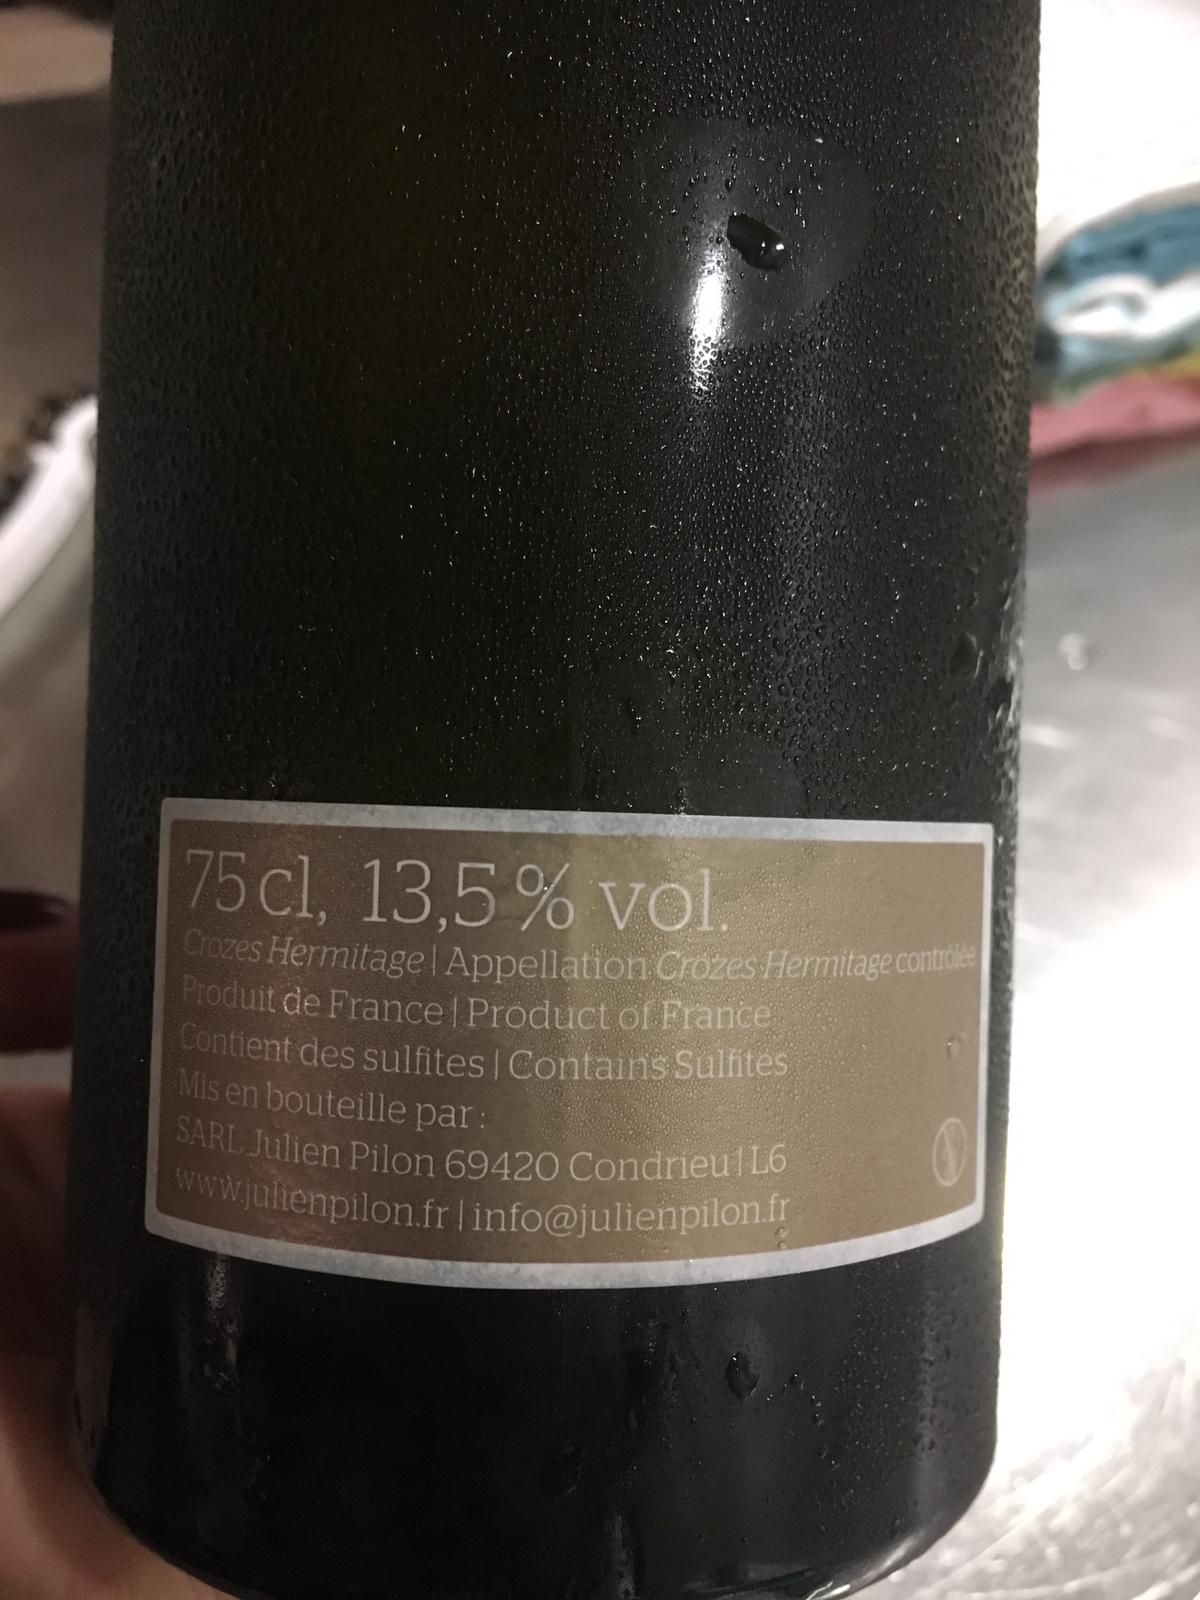 75 cl, 13,5 % vol.
Crozes Hermitage | Appellation Crozes Hermitage contrôlée
Produit de France | Product of France
Contient des sulfites | Contains Sulfites
Mis en bouteille par :
SARL Julien Pilon 69420 Condrieu | L6
www.julienpilon.fr | info@julienpilon.fr